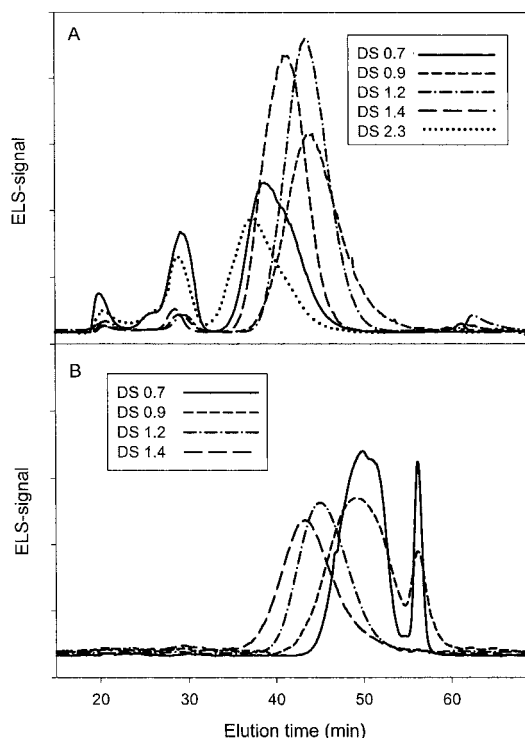 A
DS 0.7
DS 0.9
DS 1.2
DS 1.4
DS 2.3
ELS-signal
B
DS 0.7
DS 0.9
DS 1.2
DS 1.4
ELS-signal
20 30 40 50 60
Elution time (min)